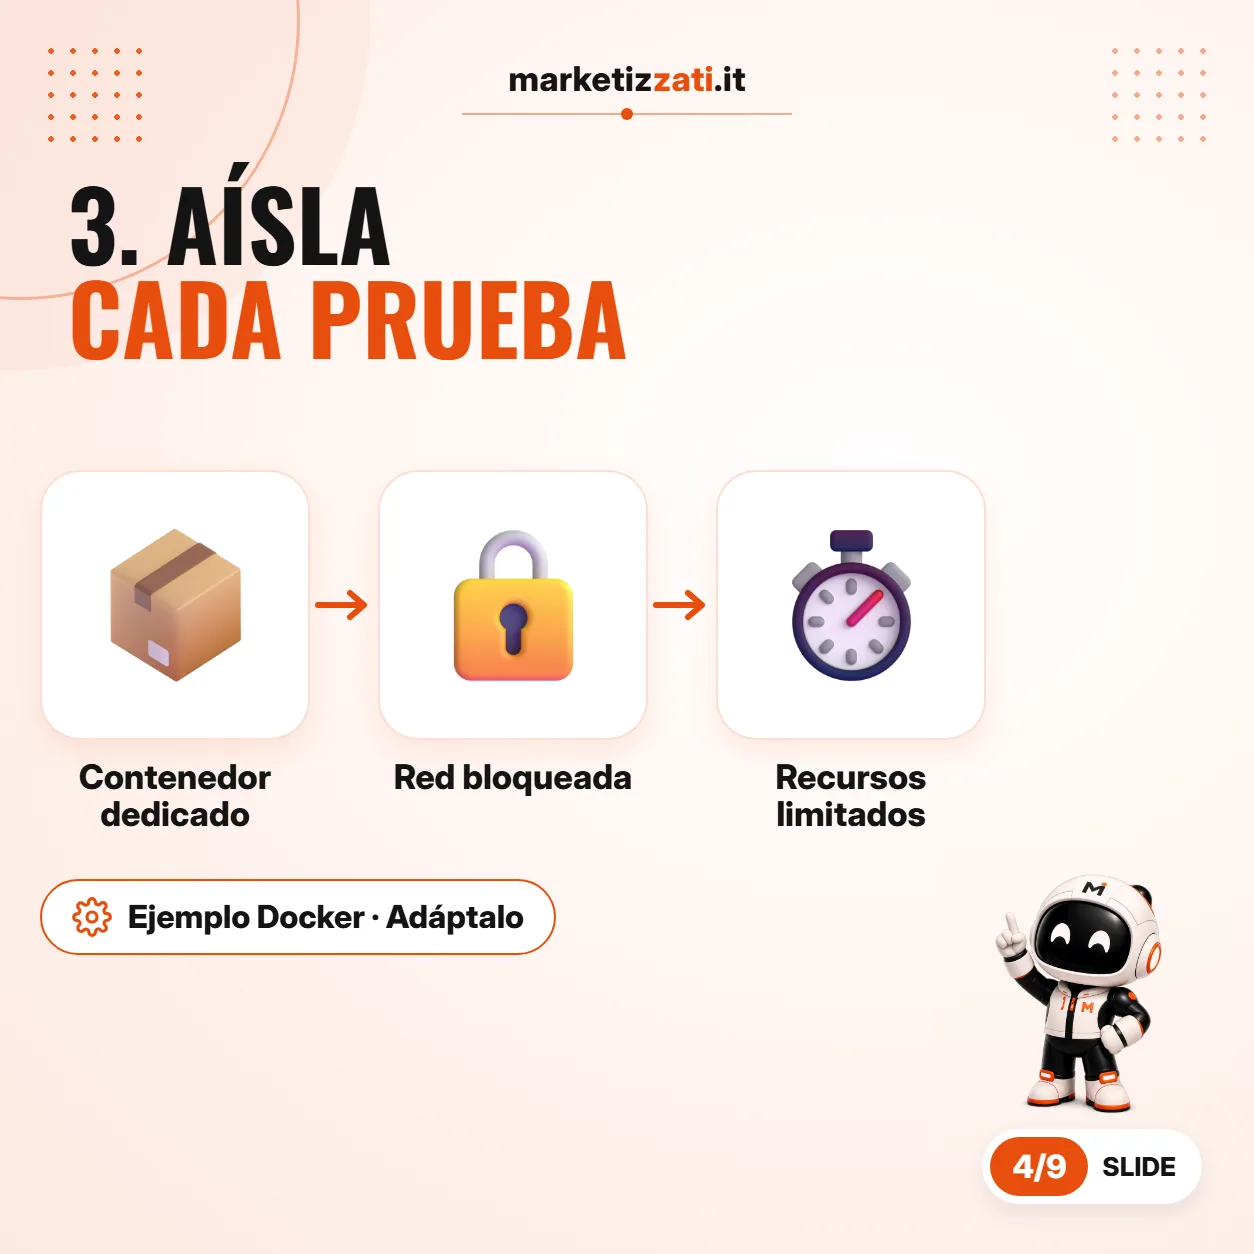 marketizzati.it
3. AÍSLA
CADA PRUEBA
Contenedor
dedicado
Red bloqueada
Recursos
limitados
Ejemplo Docker · Adáptalo
M
M
4/9 SLIDE